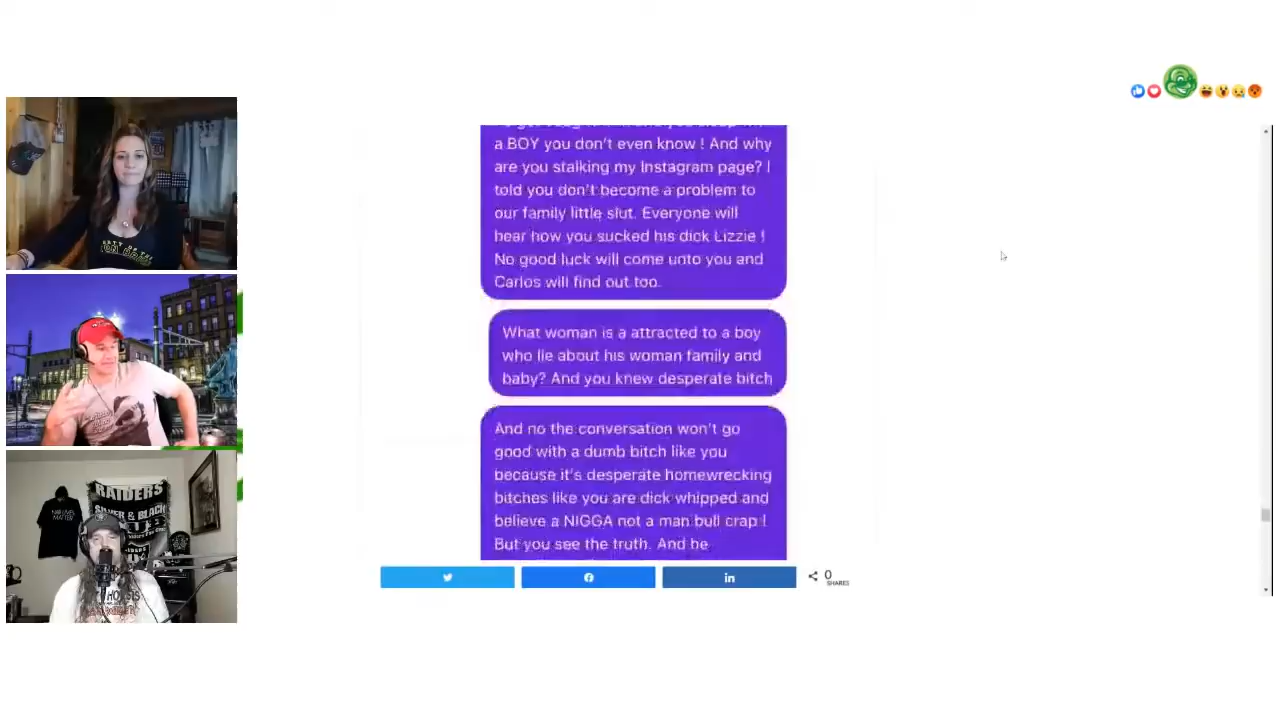 a BOY you don't even know ! And why
are you stalking my Instagram page? I
told you don't become a problem to
our family little slut. Everyone will
hear how you sucked his dick Lizzie !
No good luck will come unto you and
Carlos will find out too.
What woman is a attracted to a boy
who lie about his woman family and
baby? And you knew desperate bitch
And no the conversation won't go
good with a dumb bitch like you
because it's desperate homewrecking
bitches like you are dick whipped and
believe a NIGGA not a man bull crap !
But you see the truth. And he
0
SHARES
RAIDERS
SILVER & BLACK